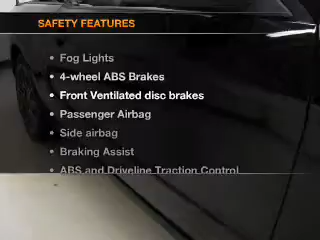 SAFETY FEATURES
• Fog Lights
• 4-wheel ABS Brakes
• Front Ventilated disc brakes
• Passenger Airbag
• Side airbag
• Braking Assist
• ABS and Driveline Traction Control